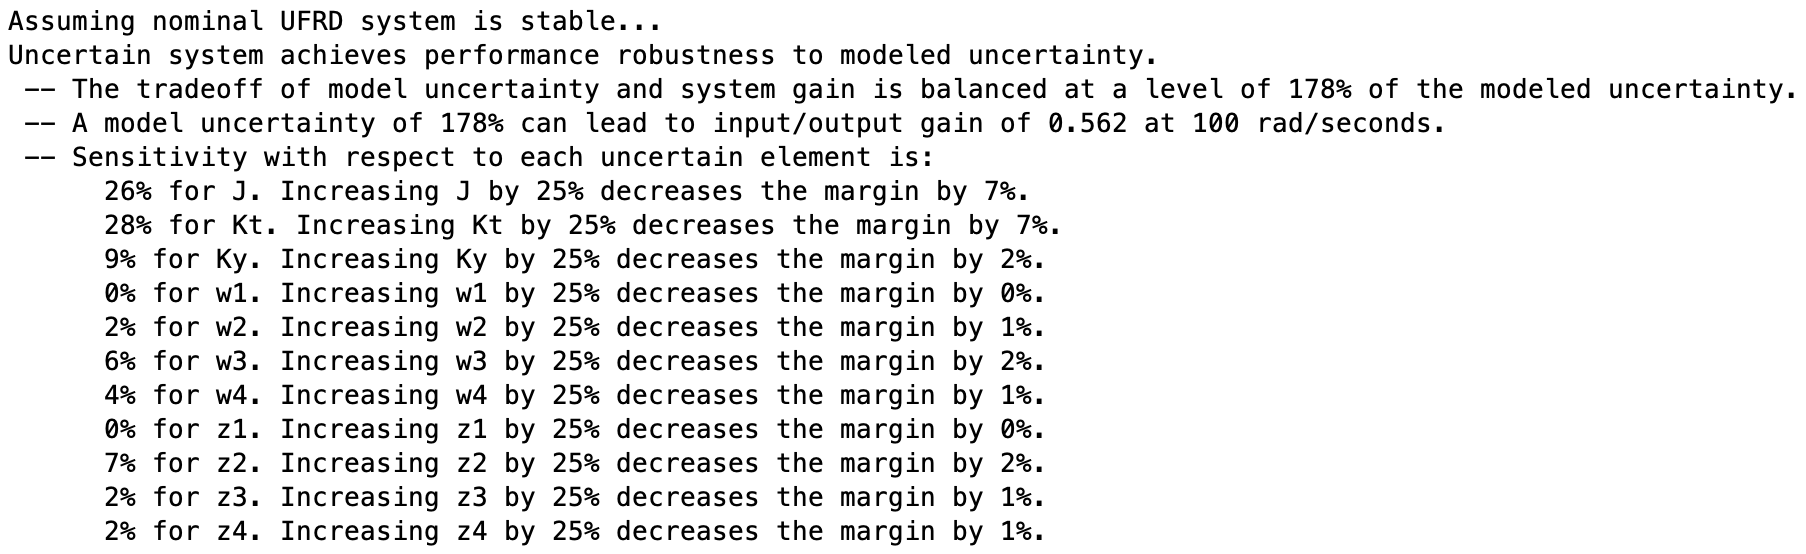 Assuming nominal UFRD system is stable...
Uncertain system achieves performance robustness to modeled uncertainty.
-- The tradeoff of model uncertainty and system gain is balanced at a level of 178% of the modeled uncertainty.
-- A model uncertainty of 178% can lead to input/output gain of 0.562 at 100 rad/seconds.
-- Sensitivity with respect to each uncertain element is:
26% for J. Increasing J by 25% decreases the margin by 7%.
28% for Kt. Increasing Kt by 25% decreases the margin by 7%.
9% for Ky. Increasing Ky by 25% decreases the margin by 2%.
0% for w1. Increasing w1 by 25% decreases the margin by 0%.
2% for w2. Increasing w2 by 25% decreases the margin by 1%.
6% for w3. Increasing w3 by 25% decreases the margin by 2%.
4% for w4. Increasing w4 by 25% decreases the margin by 1%.
0% for z1. Increasing z1 by 25% decreases the margin by 0%.
7% for z2. Increasing z2 by 25% decreases the margin by 2%.
2% for z3. Increasing z3 by 25% decreases the margin by 1%.
2% for z4. Increasing z4 by 25% decreases the margin by 1%.